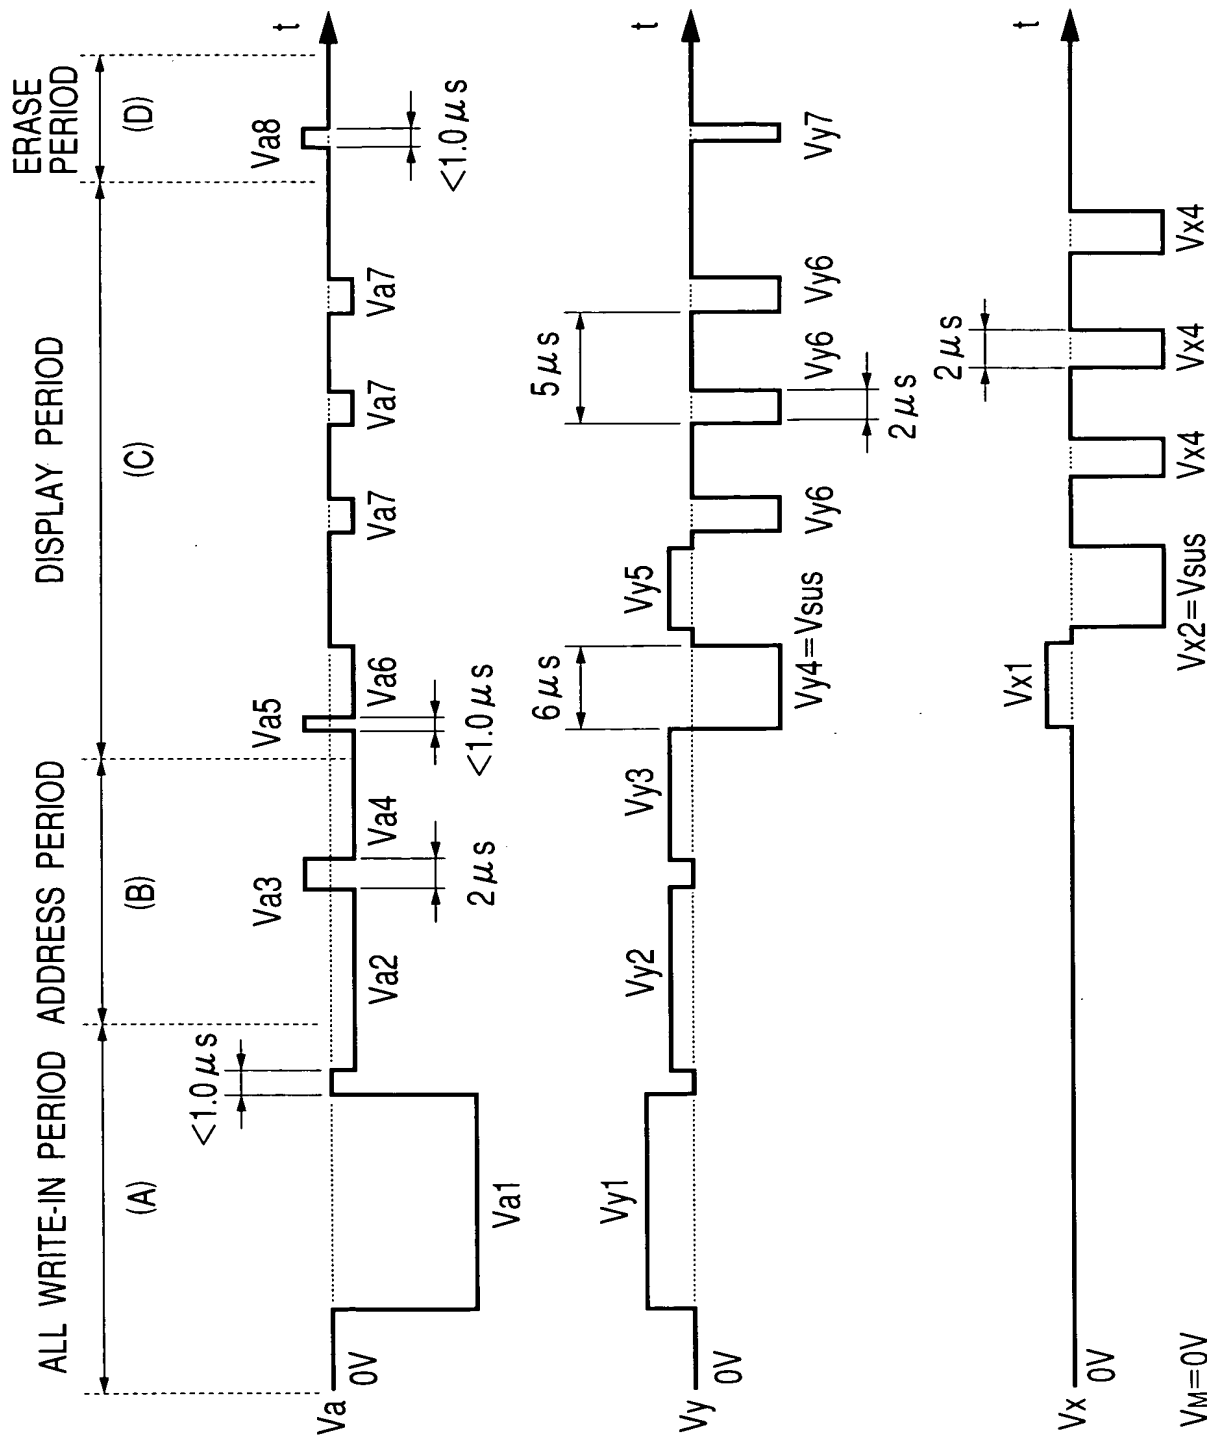 ALL WRITE-IN PERIOD
ADDRESS PERIOD
DISPLAY PERIOD
ERASE
PERIOD
(A)
(B)
(C)
(D)
Va
0V
Va1
<1.0μs
Va2
Va3
2μs
Va4
Va5
<1.0μs
Va6
Va7
Va7
Va7
Va8
<1.0μs
t
Vy
0V
Vy1
Vy2
Vy3
6μs
Vy4=Vsus
Vy5
Vy6
5μs
2μs
Vy6
Vy6
Vy7
t
Vx
0V
Vx1
Vx2=Vsus
Vx4
2μs
Vx4
Vx4
t
VM=0V